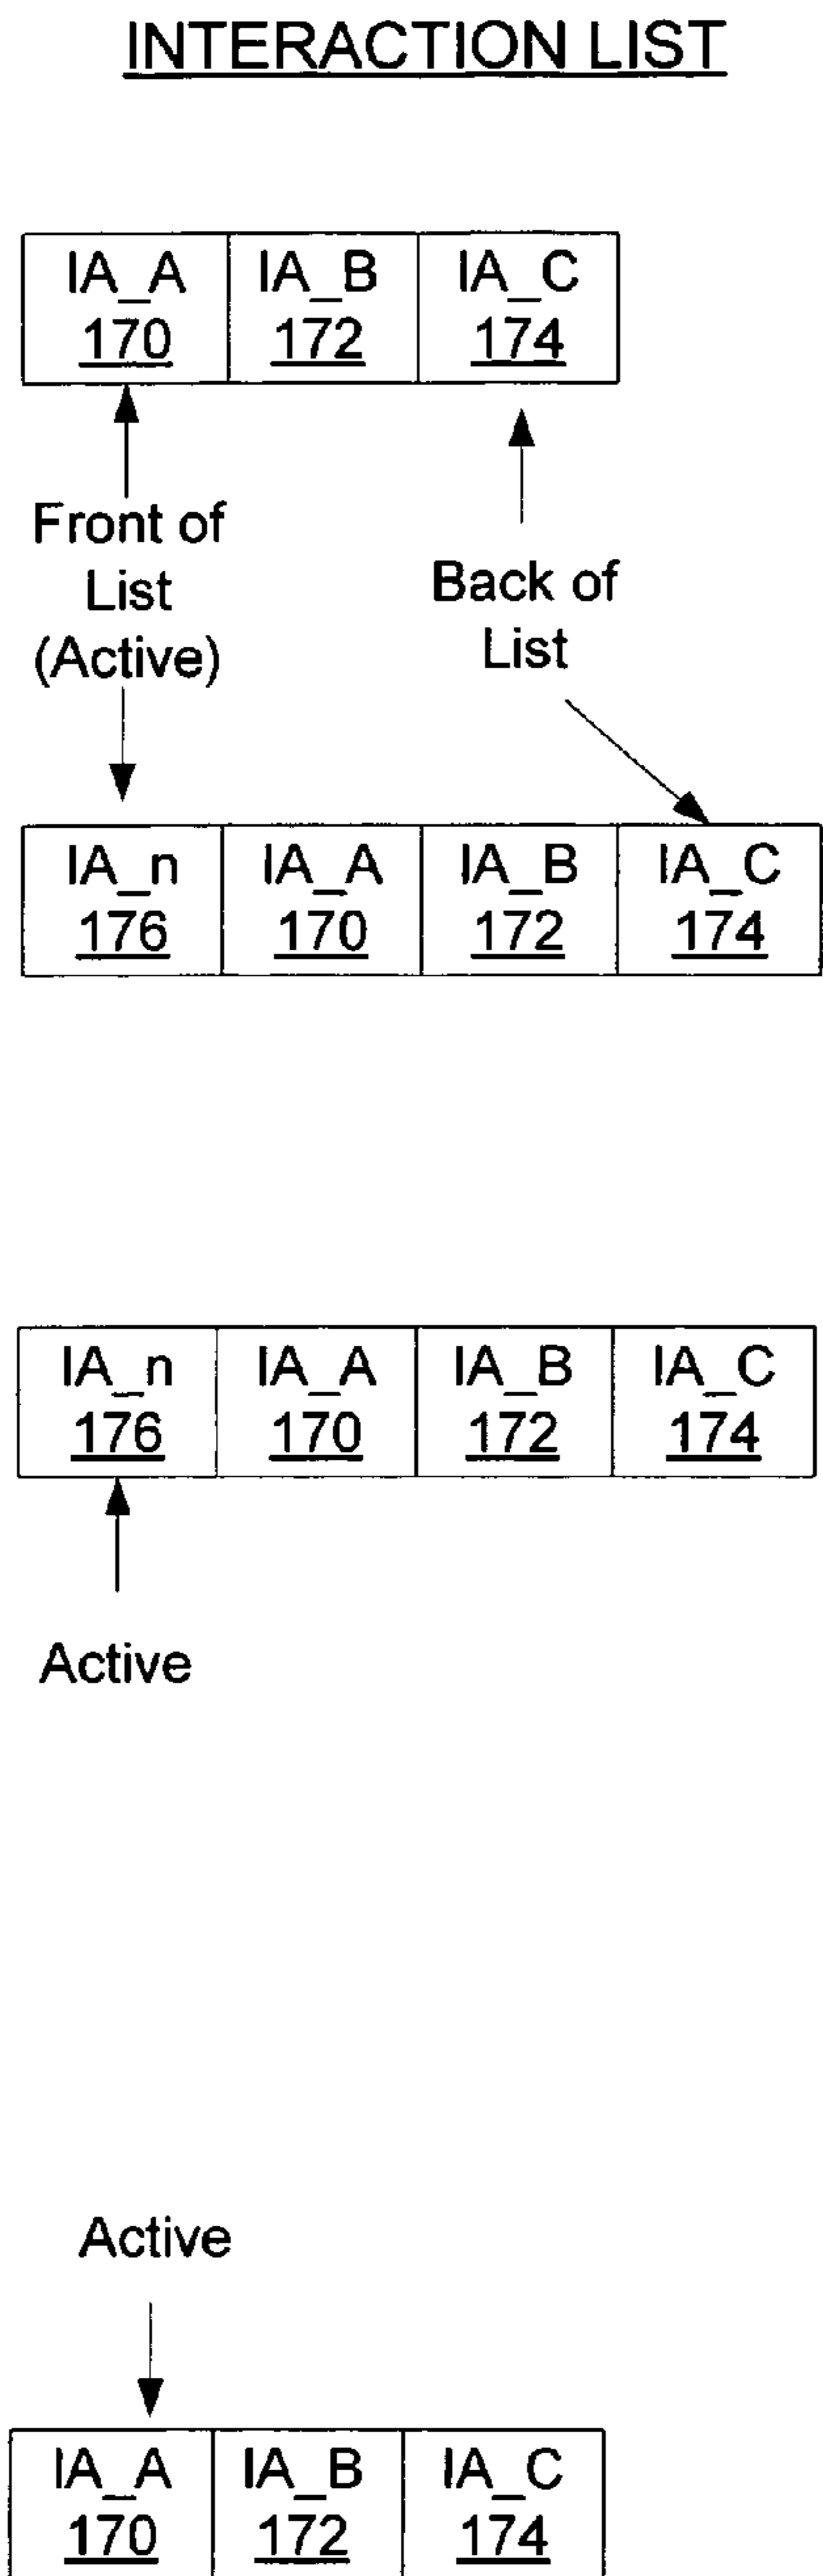 INTERACTION LIST
IA_A IA_B IA_C
170 172 174
Front of
List
(Active)
Back of
List
IA_n IA_A IA_B IA_C
176 170 172 174
IA_n IA_A IA_B IA_C
176 170 172 174
Active
Active
IA_A IA_B IA_C
170 172 174